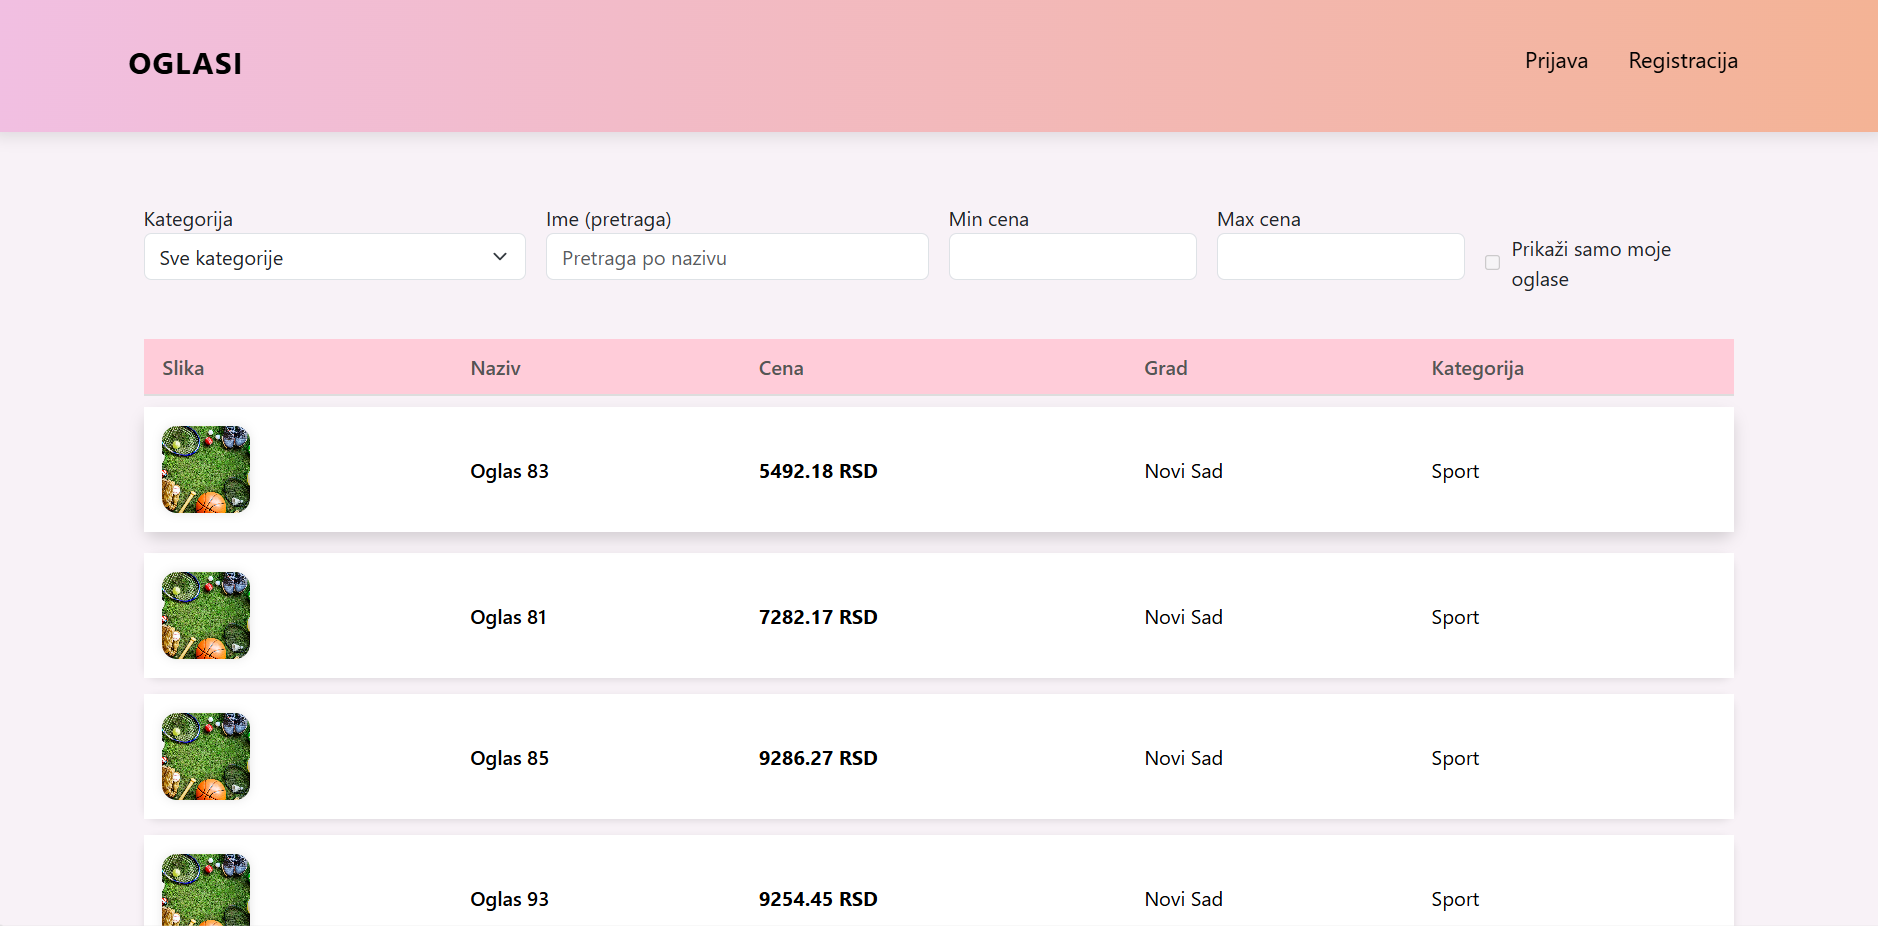 OGLASI
Prijava
Registracija
Kategorija
Ime (pretraga)
Min cena
Max cena
Sve kategorije
Pretraga po nazivu
Prikaži samo moje
oglase
Slika Naziv Cena Grad Kategorija
Oglas 83 5492.18 RSD Novi Sad Sport
Oglas 81 7282.17 RSD Novi Sad Sport
Oglas 85 9286.27 RSD Novi Sad Sport
Oglas 93 9254.45 RSD Novi Sad Sport